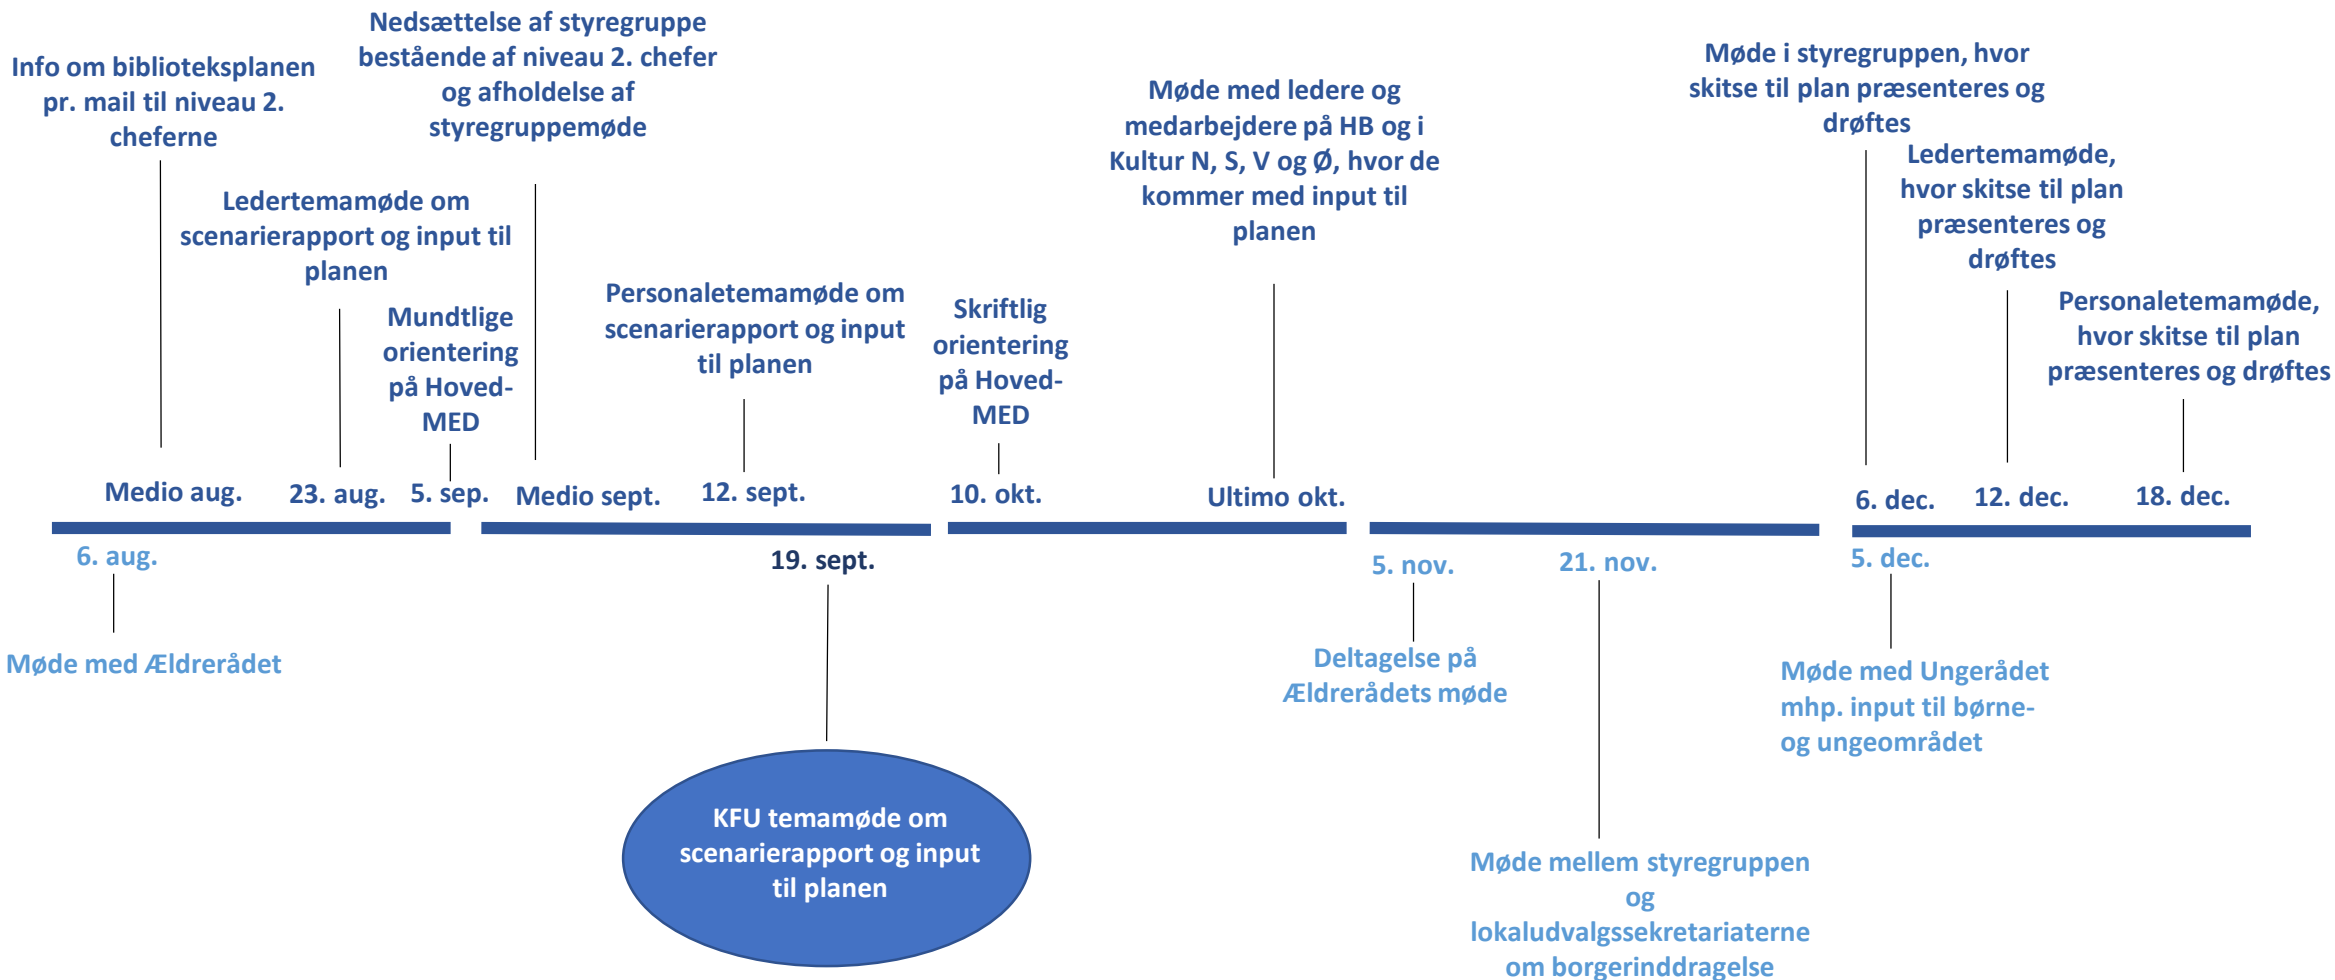 Info om biblioteksplanen
pr. mail til niveau 2.
cheferne
Nedsættelse af styregruppe
bestående af niveau 2. chefer
og afholdelse af
styregruppemøde
Ledertemamøde om
scenarierapport og input til
planen
Mundtlige
orientering
på Hoved-
MED
Personaletemamøde om
scenarierapport og input
til planen
Skriftlig
orientering
på Hoved-
MED
Møde med ledere og
medarbejdere på HB og i
Kultur N, S, V og Ø, hvor de
kommer med input til
planen
Møde i styregruppen, hvor
skitse til plan præsenteres og
drøftes
Ledertemamøde,
hvor skitse til plan
præsenteres og
drøftes
Personaletemamøde,
hvor skitse til plan
præsenteres og drøftes
Medio aug.
23. aug.
5. sep.
Medio sept.
12. sept.
10. okt.
Ultimo okt.
6. dec.
12. dec.
18. dec.
6. aug.
19. sept.
5. nov.
21. nov.
5. dec.
Møde med Ældrerådet
KFU temamøde om
scenarierapport og input
til planen
Deltagelse på
Ældrerådets møde
Møde mellem styregruppen
og
lokaludvalgssekretariaterne
om borgerinddragelse
Møde med Ungerådet
mhp. input til børne-
og ungeområdet